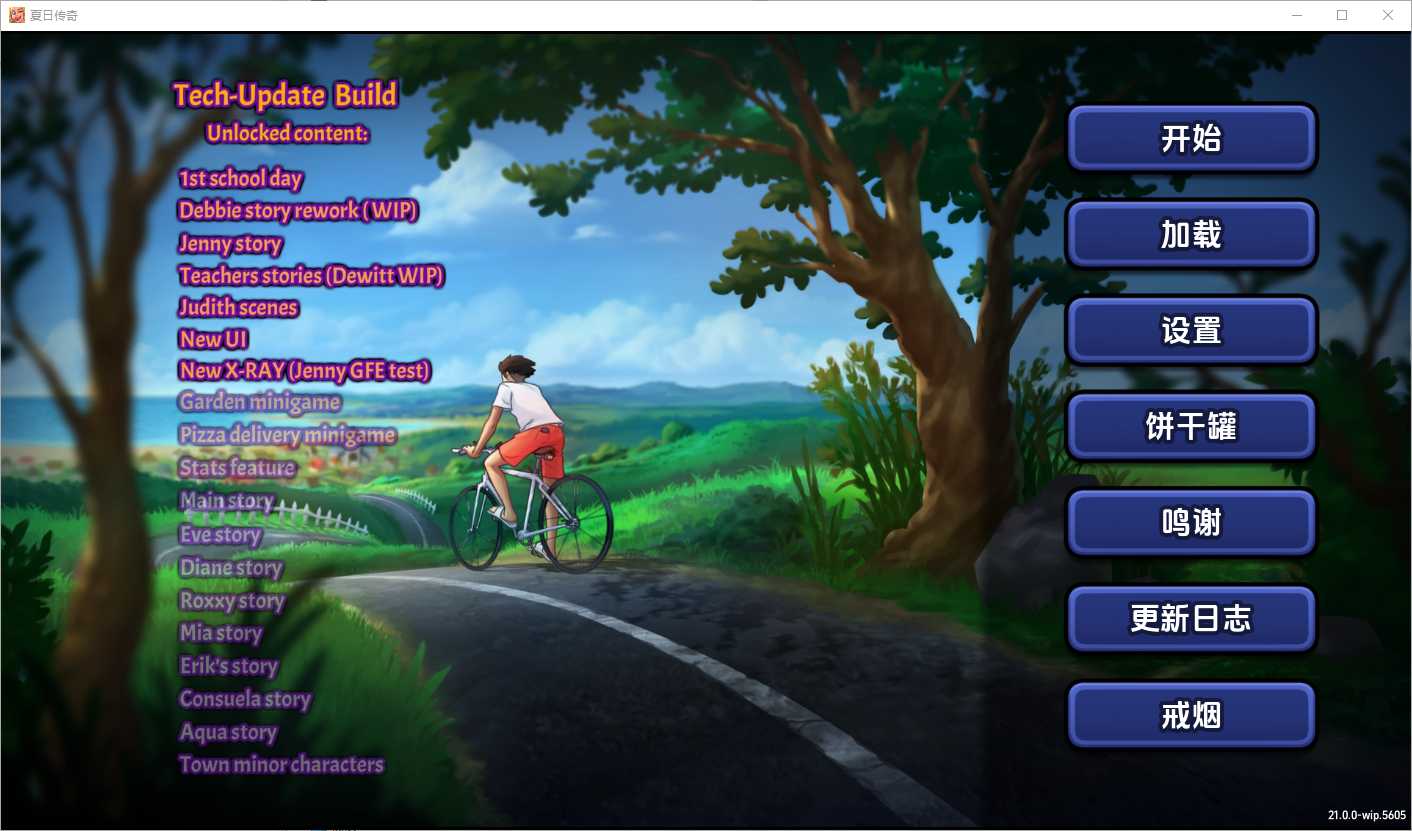 夏日传奇
Tech-Update Build
Unlocked content:
1st school day
Debbie story rework ( WIP)
Jenny story
Teachers stories (Dewitt WIP)
Judith scenes
New UI
New X-RAY (Jenny GFE test)
Garden minigame
Pizza delivery minigame
Stats feature
Main story
Eve story
Diane story
Roxxy story
Mia story
Erik's story
Consuela story
Aqua story
Town minor characters
开始
加载
设置
饼干罐
鸣谢
更新日志
戒烟
21.0.0-wip.5605